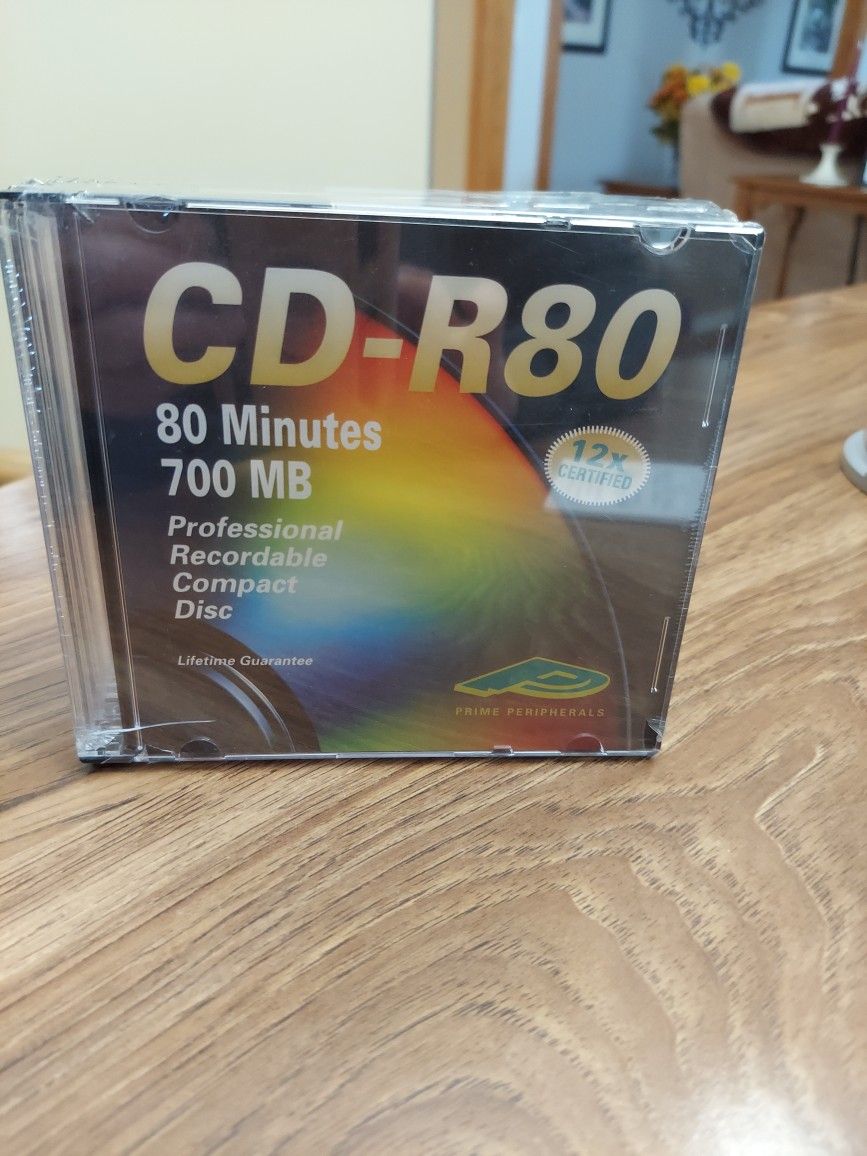 CD-R80
80 Minutes
700 MB
12x
CERTIFIED
Professional
Recordable
Compact
Disc
Lifetime Guarantee
PRIME PERIPHERALS